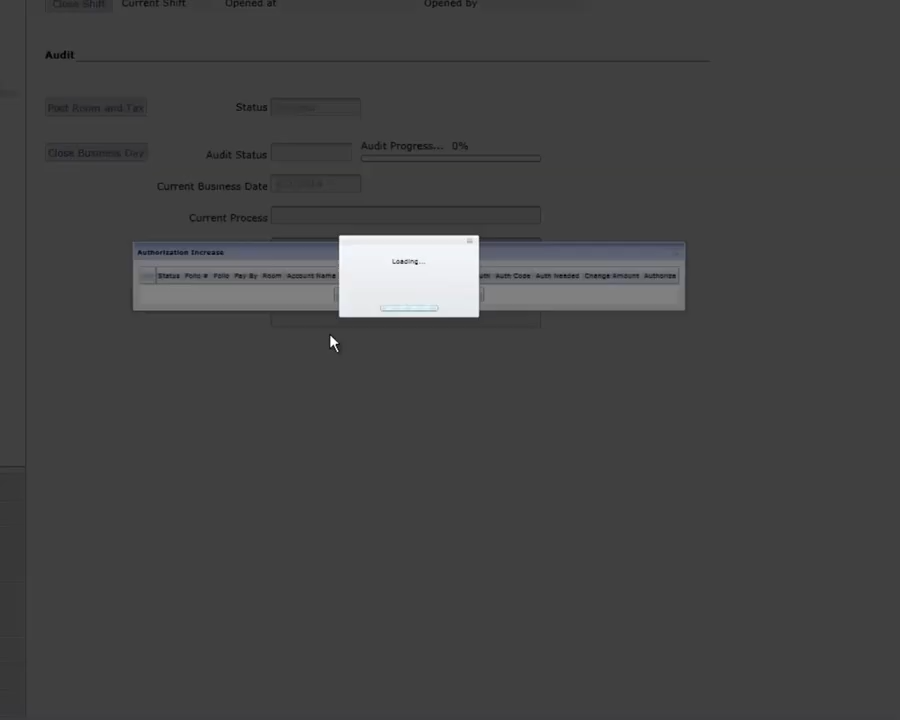 Close Shift Current Shift Opened at Opened by
Audit
Post Room and Tax Status
Close Business Day Audit Status Audit Progress... 0%
Current Business Date
Current Process
Authorization Increase
Loading...
Status Folio # Folio Pay By Room Account Name Auth Code Auth Needed Change Amount Authorize